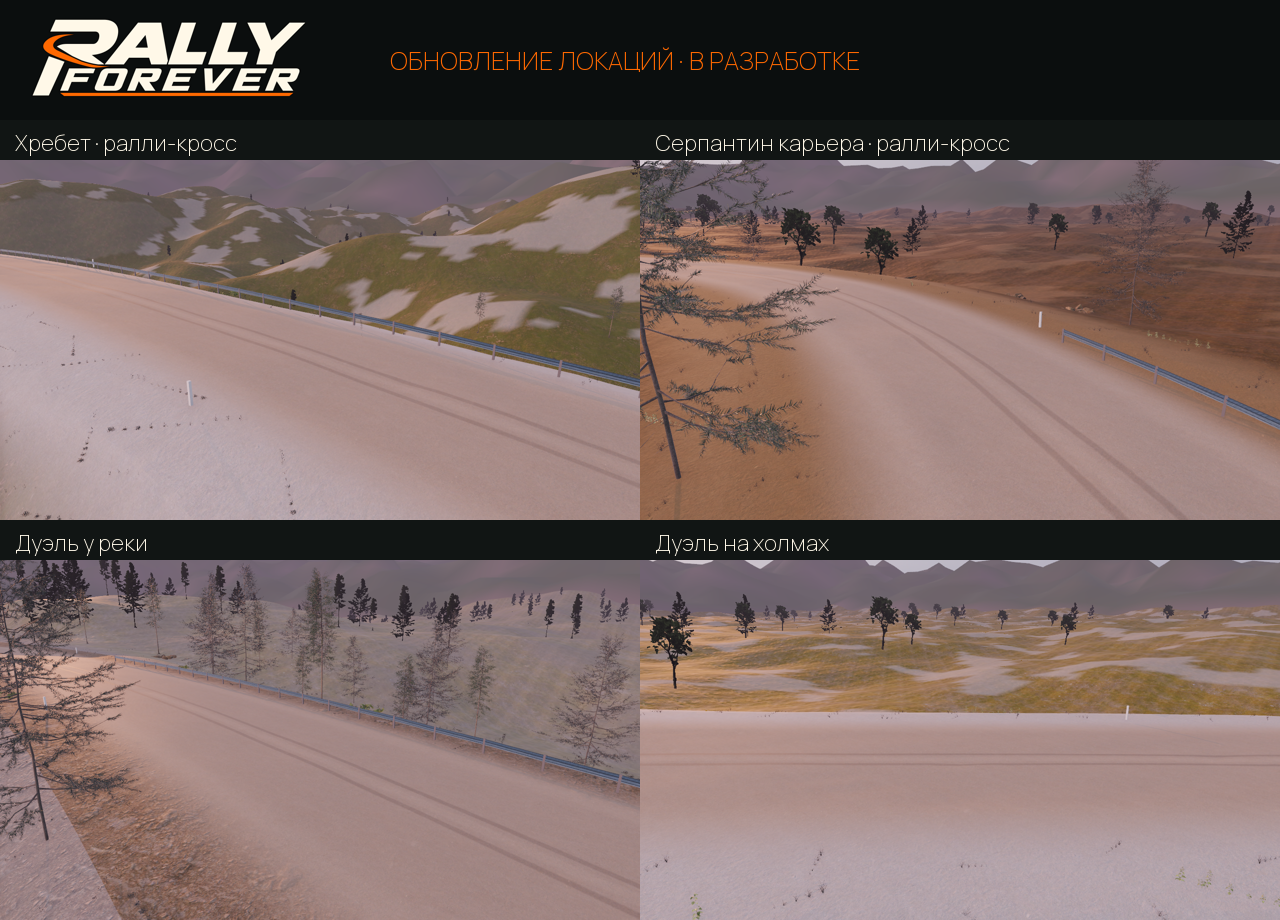 RALLY
FOREVER
ОБНОВЛЕНИЕ ЛОКАЦИЙ · В РАЗРАБОТКЕ
Хребет · ралли-кросс
Серпантин карьера · ралли-кросс
Дуэль у реки
Дуэль на холмах